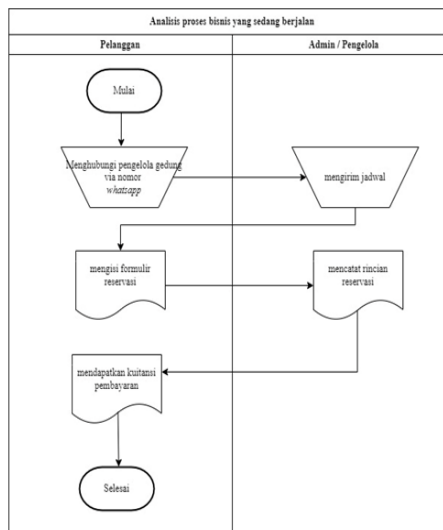 Analisis proses bisnis yang sedang berjalan
Pelanggan
Admin / Pengelola
Mulai
Menghubungi pengelola gedung
via nomor
whatsapp
mengirim jadwal
mengisi formulir
reservasi
mencatat rincian
reservasi
mendapatkan kuitansi
pembayaran
Selesai